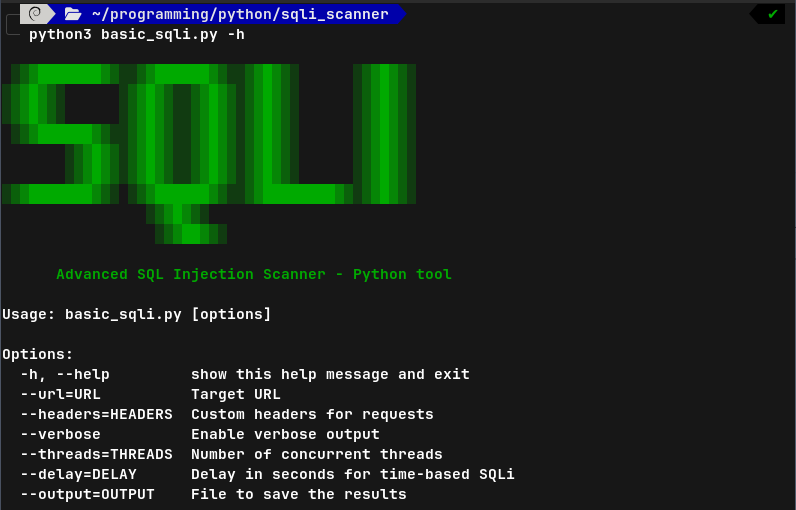 ~/programming/python/sqli_scanner ✔
python3 basic_sqli.py -h
SQLI
Advanced SQL Injection Scanner - Python tool
Usage: basic_sqli.py [options]
Options:
-h, --help show this help message and exit
--url=URL Target URL
--headers=HEADERS Custom headers for requests
--verbose Enable verbose output
--threads=THREADS Number of concurrent threads
--delay=DELAY Delay in seconds for time-based SQLi
--output=OUTPUT File to save the results